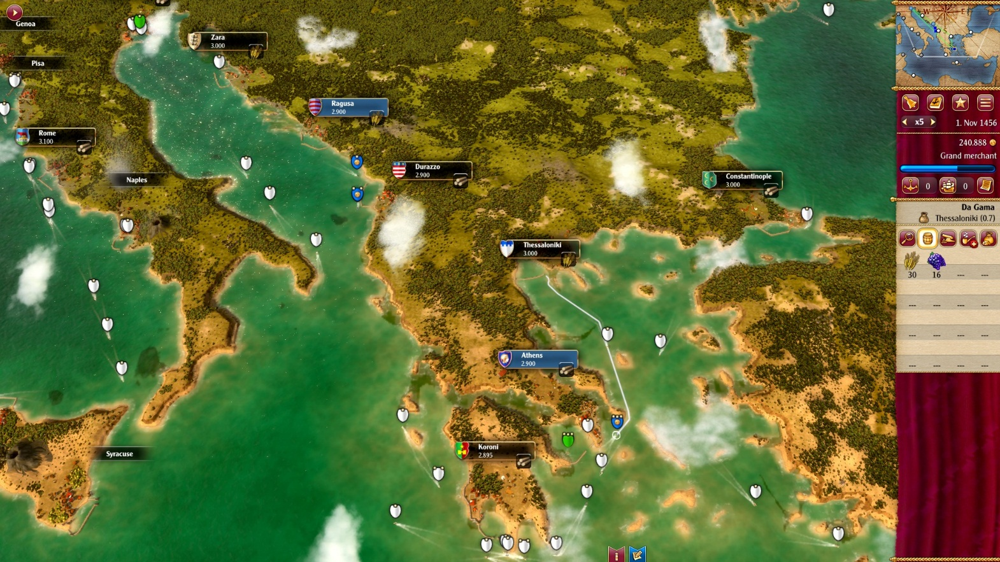 Genoa
Zara
3.000
Pisa
Ragusa
2.900
Rome
3.100
Naples
Durazzo
2.900
Constantinople
3.000
Thessaloniki
3.000
Athens
2.900
Koroni
2.895
Syracuse
W E
S
x5 1. Nov 1456
240.888
Grand merchant
0 0
Da Gama
Thessaloniki (0.7)
30 16 --- ---
--- --- --- ---
--- --- --- ---
--- --- --- ---